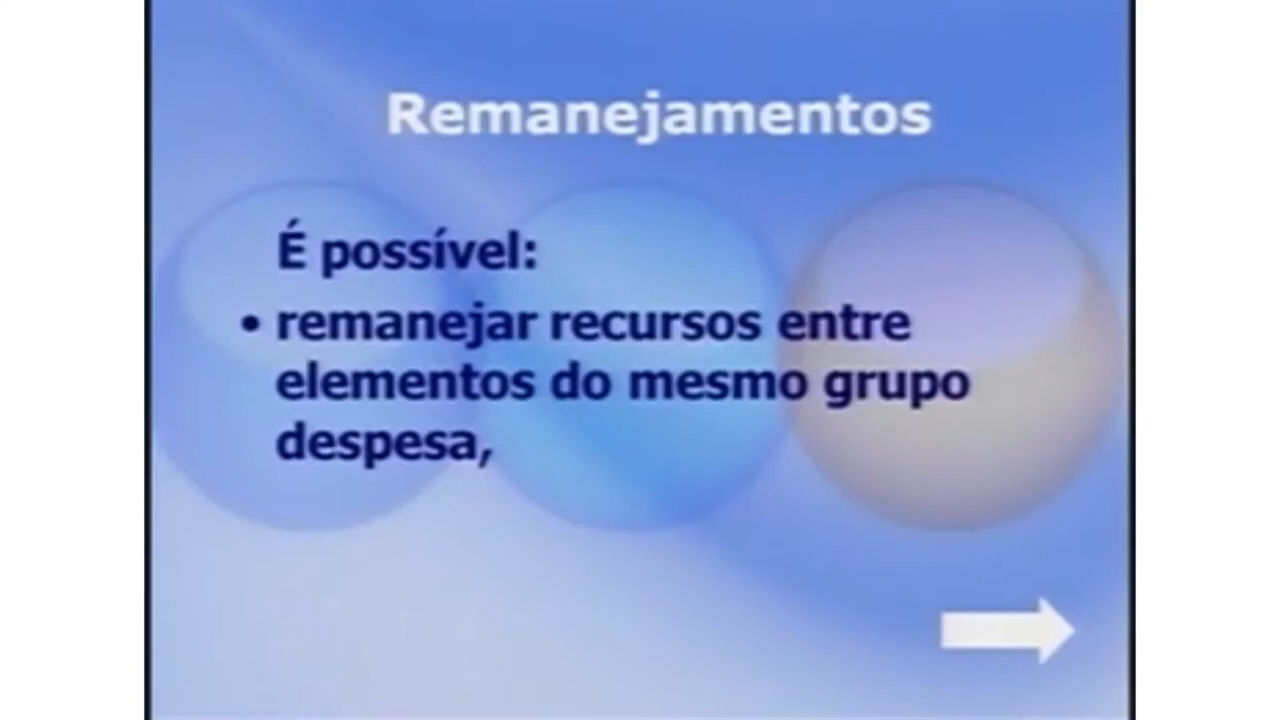 Remanejamentos
É possível:
• remanejar recursos entre
elementos do mesmo grupo
despesa,